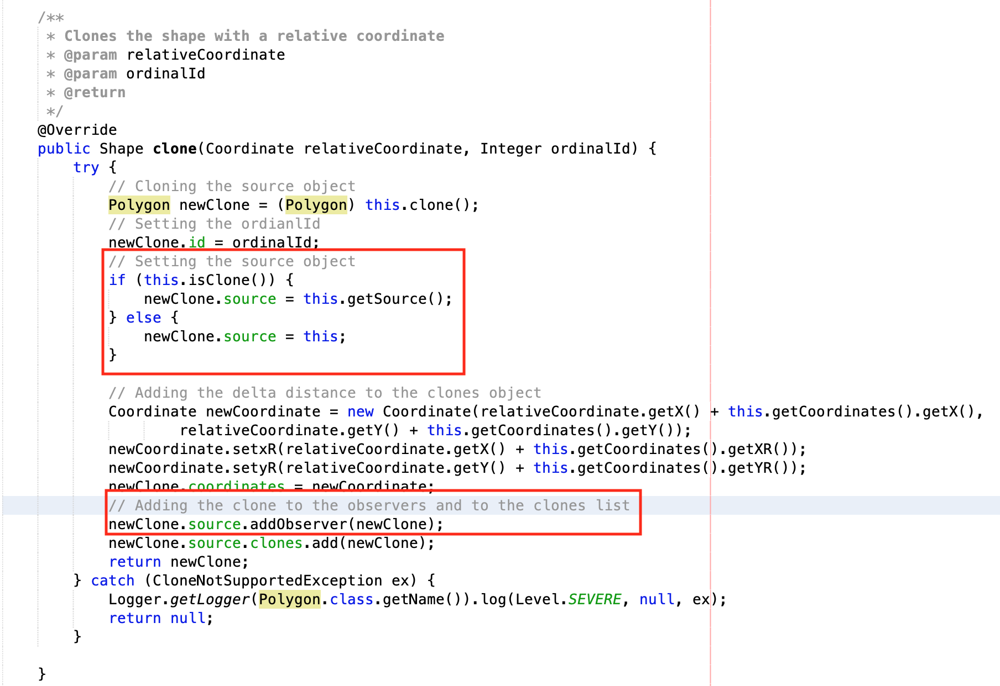 /**
* Clones the shape with a relative coordinate
* @param relativeCoordinate
* @param ordinalId
* @return
*/
@Override
public Shape clone(Coordinate relativeCoordinate, Integer ordinalId) {
try {
// Cloning the source object
Polygon newClone = (Polygon) this.clone();
// Setting the ordianlId
newClone.id = ordinalId;
// Setting the source object
if (this.isClone()) {
newClone.source = this.getSource();
} else {
newClone.source = this;
}
// Adding the delta distance to the clones object
Coordinate newCoordinate = new Coordinate(relativeCoordinate.getX() + this.getCoordinates().getX(),
relativeCoordinate.getY() + this.getCoordinates().getY());
newCoordinate.setxR(relativeCoordinate.getX() + this.getCoordinates().getXR());
newCoordinate.setyR(relativeCoordinate.getY() + this.getCoordinates().getYR());
newClone.coordinates = newCoordinate;
// Adding the clone to the observers and to the clones list
newClone.source.addObserver(newClone);
newClone.source.clones.add(newClone);
return newClone;
} catch (CloneNotSupportedException ex) {
Logger.getLogger(Polygon.class.getName()).log(Level.SEVERE, null, ex);
return null;
}
}